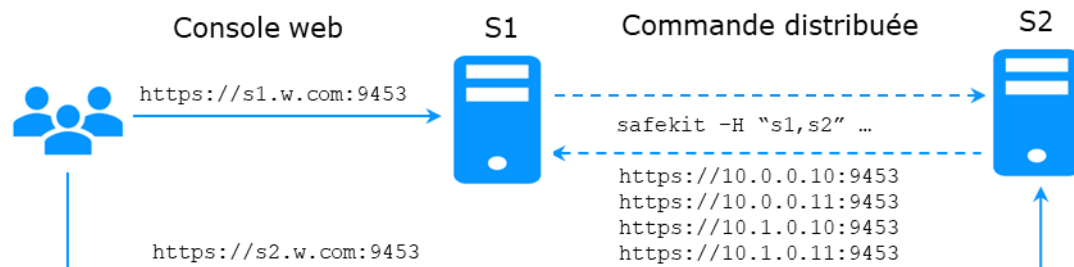 Console web
S1
Commande distribuée
S2
https://s1.w.com:9453
safekit –H “s1,s2” …
https://10.0.0.10:9453
https://10.0.0.11:9453
https://10.1.0.10:9453
https://10.1.0.11:9453
https://s2.w.com:9453